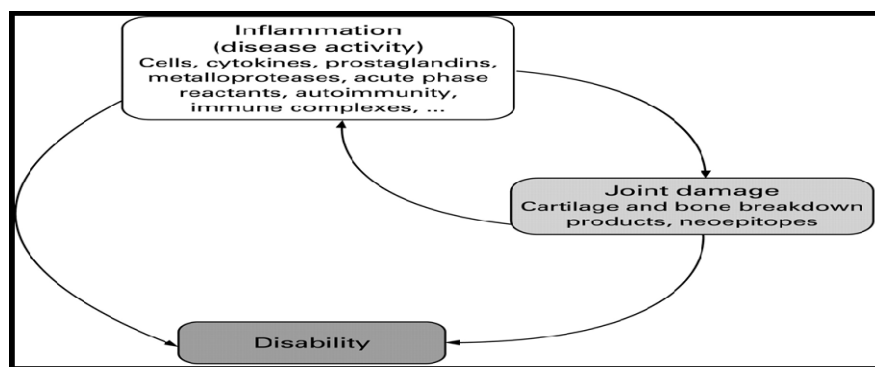 Inflammation
(disease activity)
Cells, cytokines, prostaglandins,
metalloproteases, acute phase
reactants, autoimmunity,
immune complexes, ...
Joint damage
Cartilage and bone breakdown
products, neoepitopes
Disability